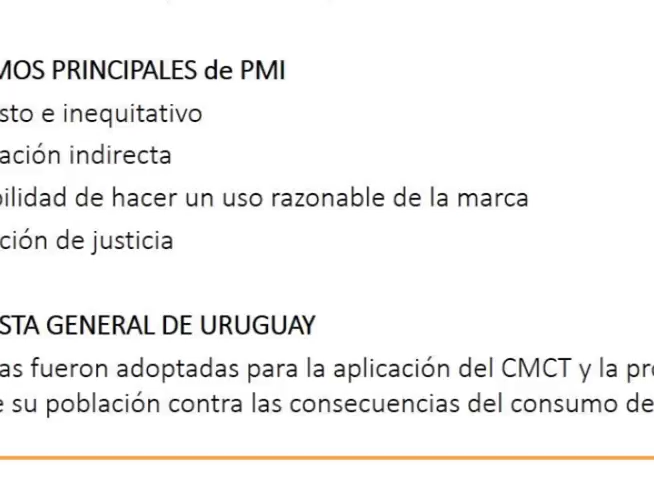 MOS PRINCIPALES de PMI
sto e inequitativo
ación indirecta
bilidad de hacer un uso razonable de la marca
ción de justicia
STA GENERAL DE URUGUAY
as fueron adoptadas para la aplicación del CMCT y la pro
e su población contra las consecuencias del consumo de